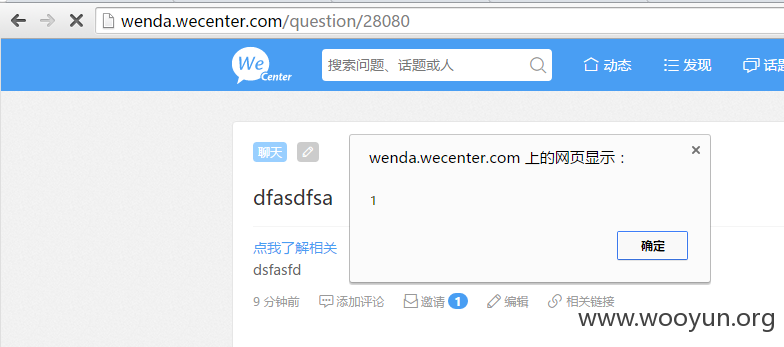 wenda.wecenter.com/question/28080
We Center
搜索问题、话题或人
动态
发现
话题
聊天
wenda.wecenter.com 上的网页显示：
1
确定
dfasdfsa
点我了解相关
dsfasfd
9 分钟前 添加评论 邀请 1 编辑 相关链接
www.wooyun.org